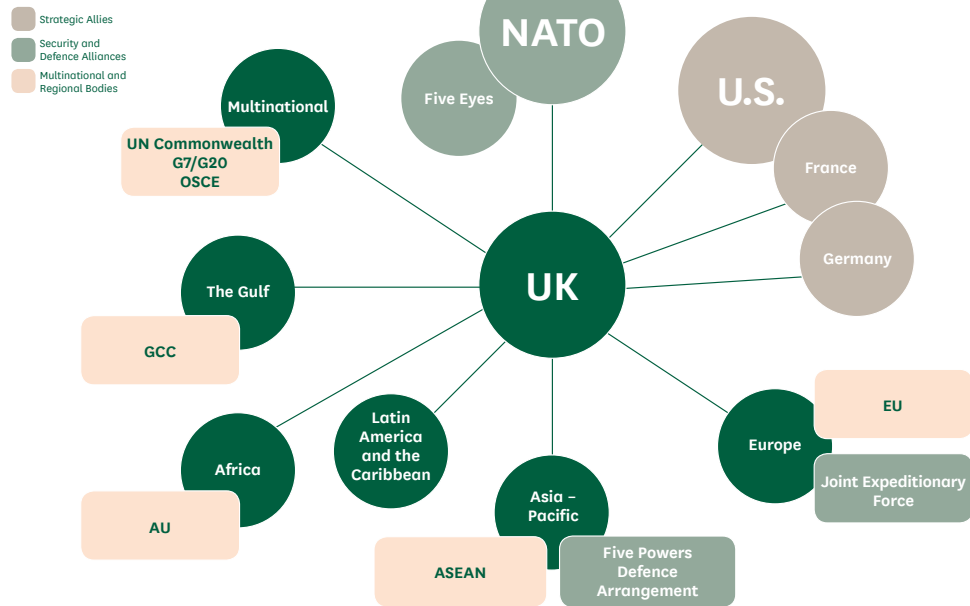 Strategic Allies
Security and
Defence Alliances
Multinational and
Regional Bodies
NATO
Five Eyes
U.S.
France
Germany
Multinational
UN Commonwealth
G7/G20
OSCE
UK
The Gulf
GCC
Africa
AU
Latin
America
and the
Caribbean
Asia –
Pacific
ASEAN
Five Powers
Defence
Arrangement
Europe
EU
Joint Expeditionary
Force